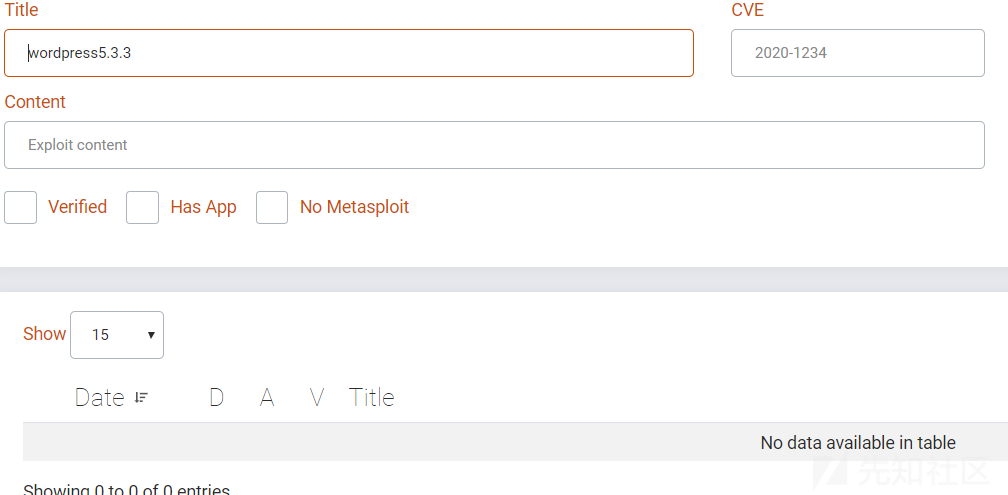 Title CVE
wordpress5.3.3 2020-1234
Content
Exploit content
Verified Has App No Metasploit
Show 15
Date D A V Title
No data available in table
Showing 0 to 0 of 0 entries
先知社区